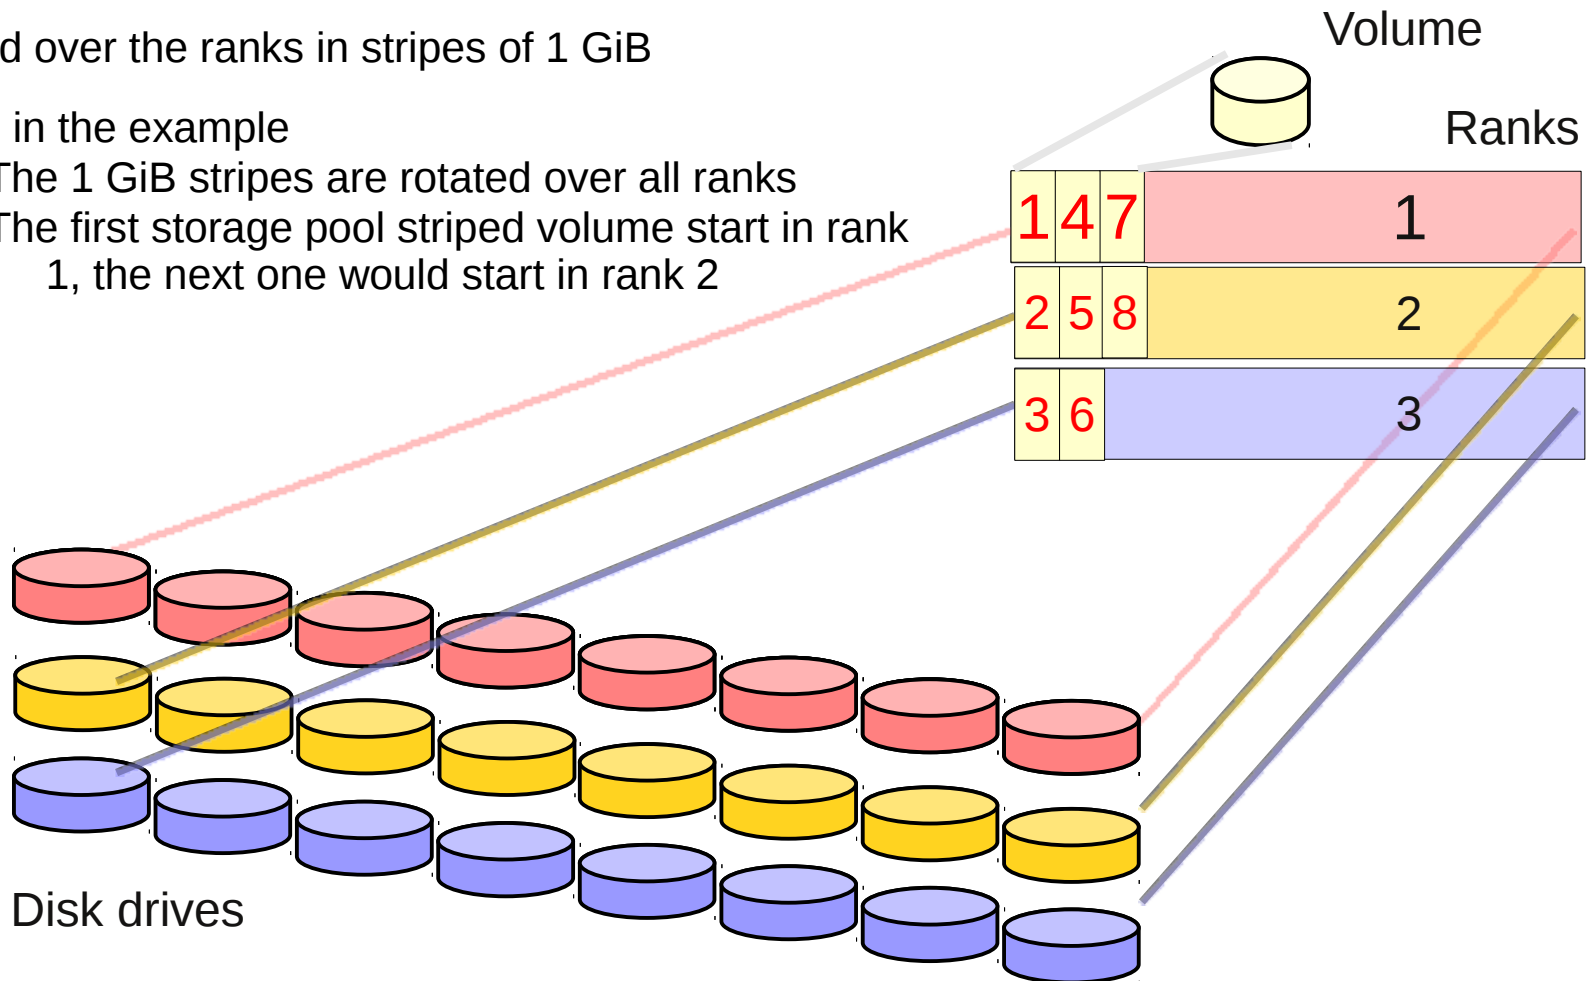 d over the ranks in stripes of 1 GiB
in the example
The 1 GiB stripes are rotated over all ranks
The first storage pool striped volume start in rank
1, the next one would start in rank 2
Volume
Ranks
1 4 7 1
2 5 8 2
3 6 3
Disk drives